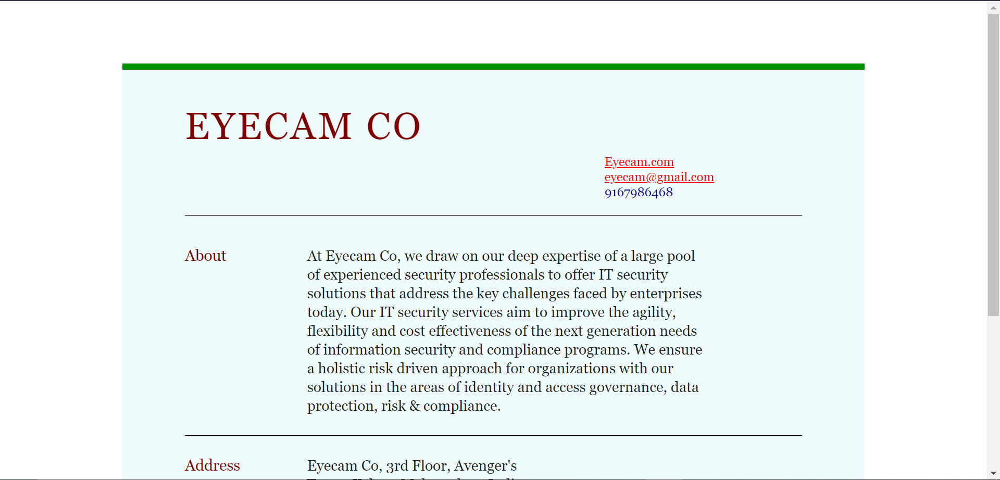 EYECAM CO
Eyecam.com
eyecam@gmail.com
9167986468
About
At Eyecam Co, we draw on our deep expertise of a large pool
of experienced security professionals to offer IT security
solutions that address the key challenges faced by enterprises
today. Our IT security services aim to improve the agility,
flexibility and cost effectiveness of the next generation needs
of information security and compliance programs. We ensure
a holistic risk driven approach for organizations with our
solutions in the areas of identity and access governance, data
protection, risk & compliance.
Address
Eyecam Co, 3rd Floor, Avenger's